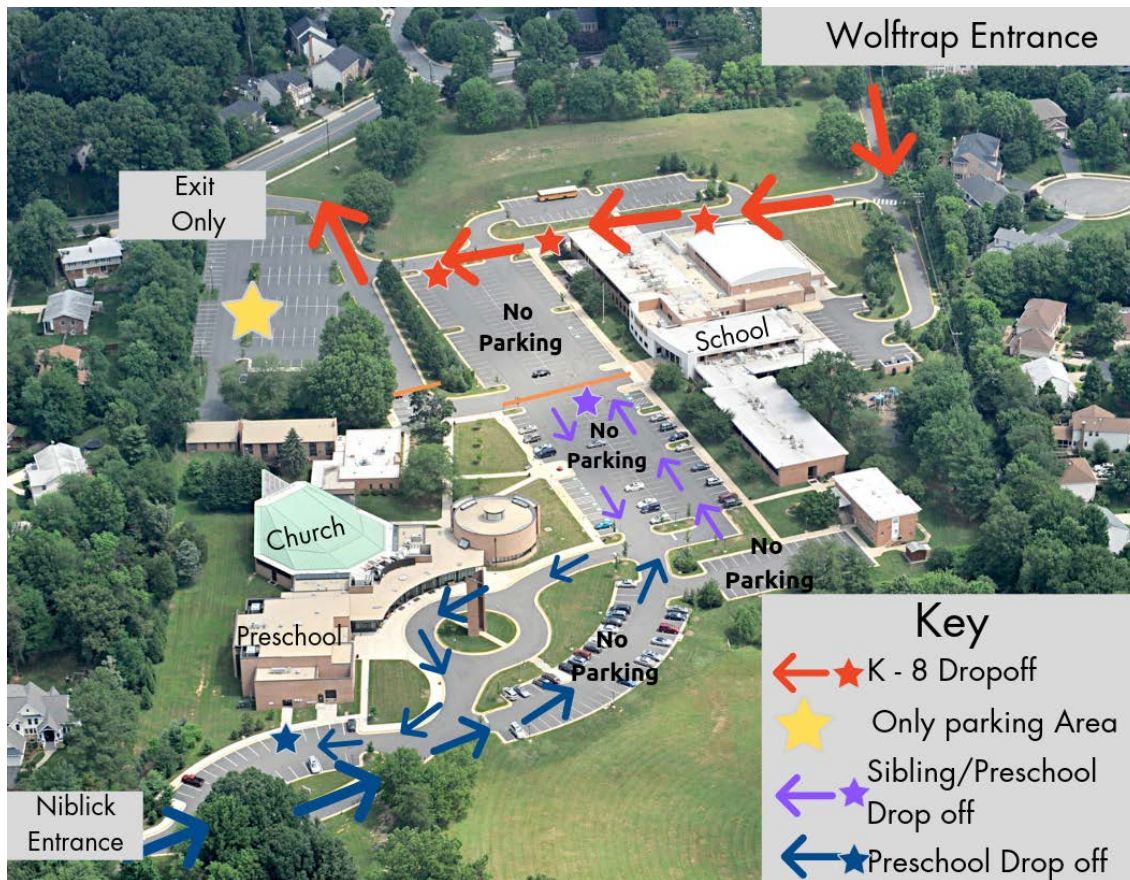 Wolftrap Entrance
Exit
Only
No
Parking
School
No
Parking
Church
No
Parking
Preschool
No
Parking
Niblick
Entrance
Key
K - 8 Dropoff
Only parking Area
Sibling/Preschool
Drop off
Preschool Drop off